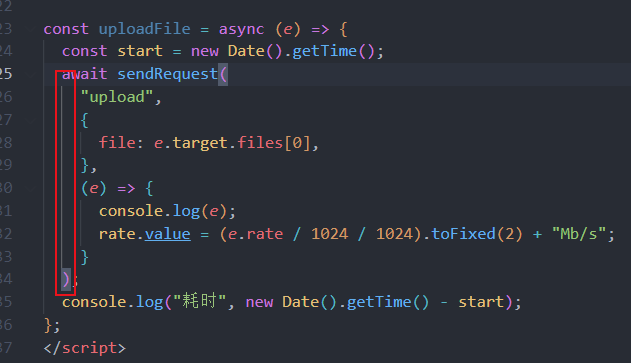 22
23 const uploadFile = async (e) => {
24 const start = new Date().getTime();
25 await sendRequest(
26 "upload",
27 {
28 file: e.target.files[0],
29 },
30 (e) => {
31 console.log(e);
32 rate.value = (e.rate / 1024 / 1024).toFixed(2) + "Mb/s";
33 }
34 );
35 console.log("耗时", new Date().getTime() - start);
36 };
37 </script>